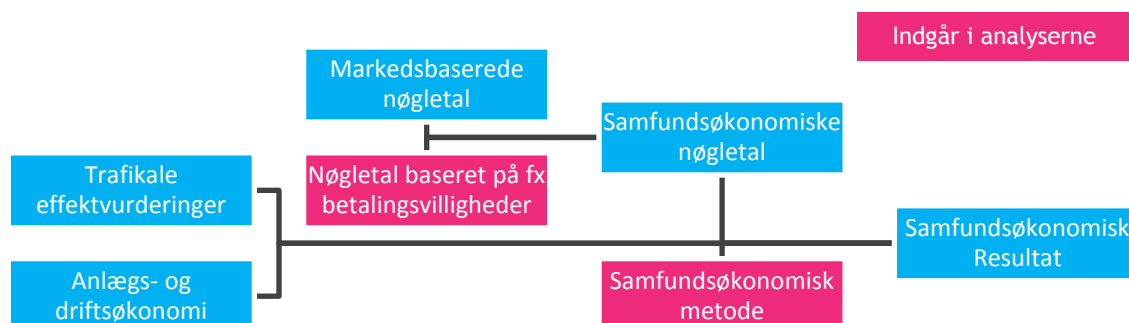 Indgår i analyserne
Markedsbaserede
nøgletal
Samfundsøkonomiske
nøgletal
Trafikale
effektvurderinger
Nøgletal baseret på fx
betalingsvilligheder
Samfundsøkonomisk
Resultat
Anlægs- og
driftsøkonomi
Samfundsøkonomisk
metode